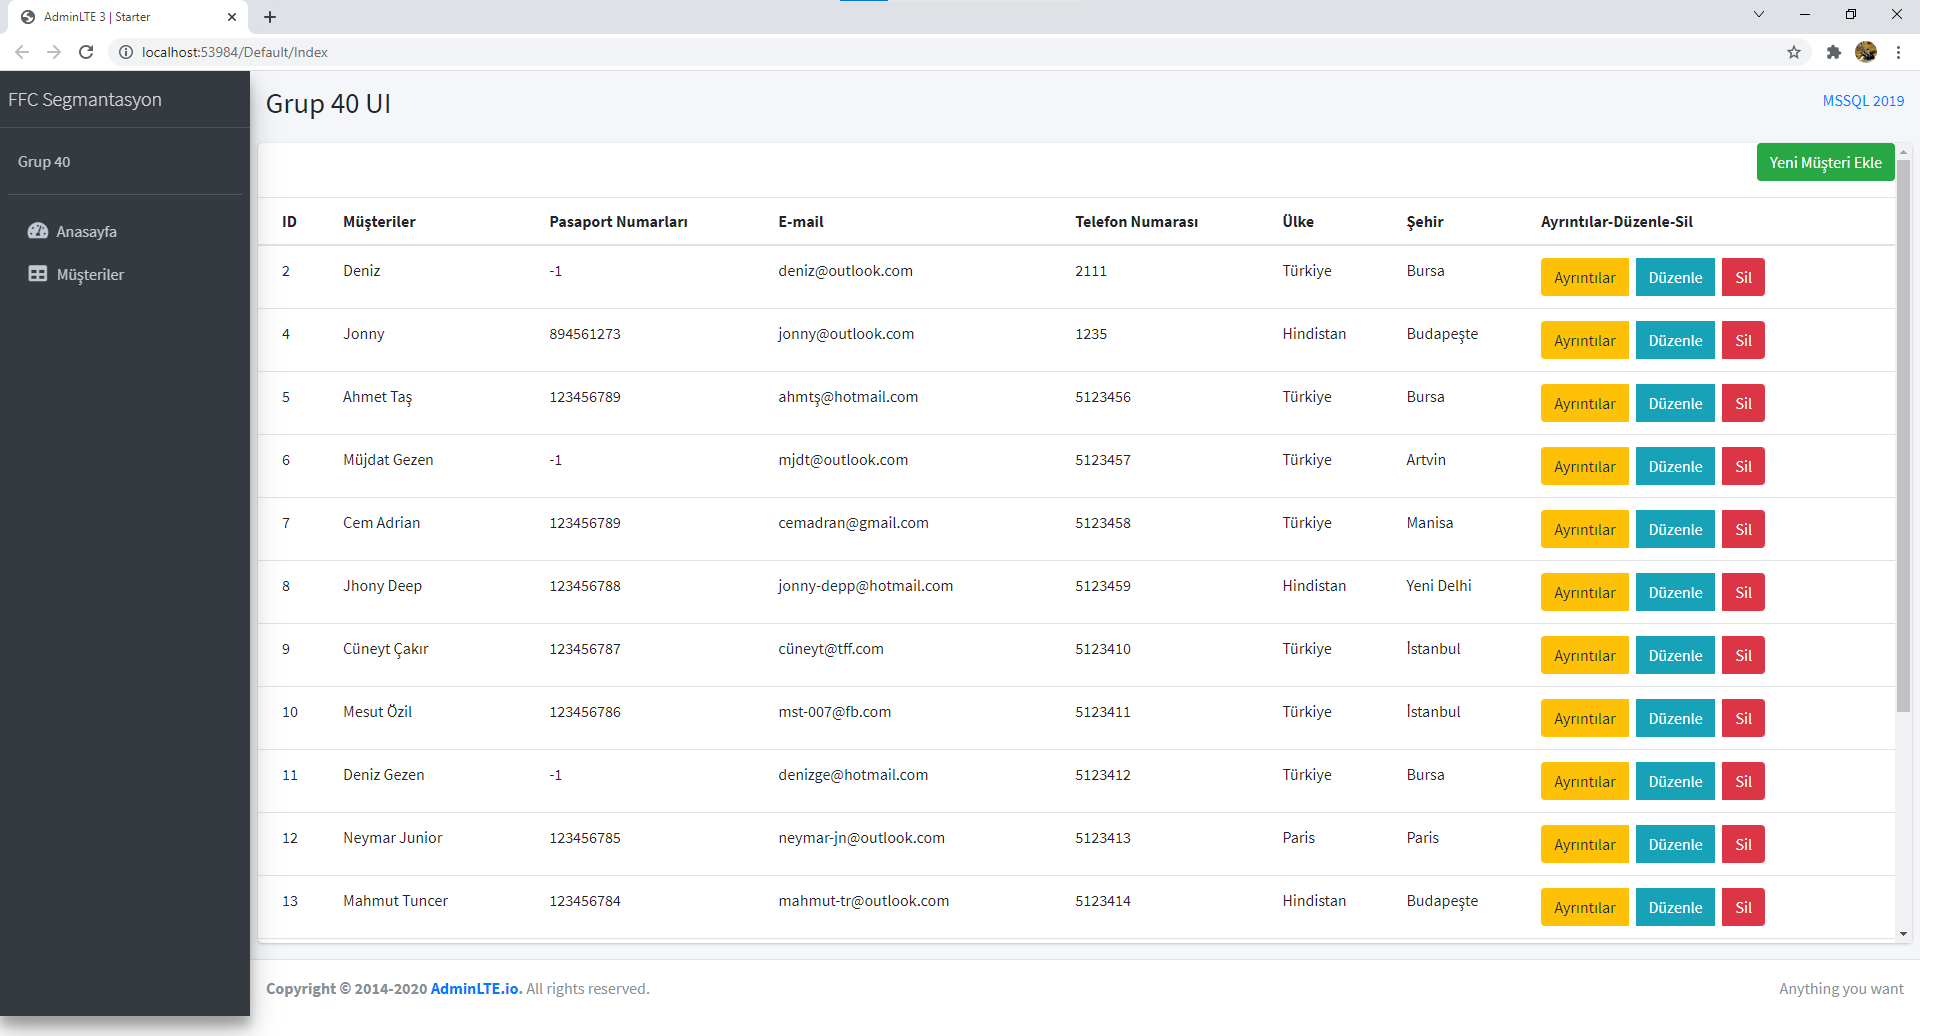 AdminLTE 3 | Starter
localhost:53984/Default/Index
FFC Segmantasyon
Grup 40
Anasayfa
Müşteriler
Grup 40 UI
MSSQL 2019
Yeni Müşteri Ekle
ID Müşteriler Pasaport Numarları E-mail Telefon Numarası Ülke Şehir Ayrıntılar-Düzenle-Sil
2 Deniz -1 deniz@outlook.com 2111 Türkiye Bursa Ayrıntılar Düzenle Sil
4 Jonny 894561273 jonny@outlook.com 1235 Hindistan Budapeşte Ayrıntılar Düzenle Sil
5 Ahmet Taş 123456789 ahmtş@hotmail.com 5123456 Türkiye Bursa Ayrıntılar Düzenle Sil
6 Müjdat Gezen -1 mjdt@outlook.com 5123457 Türkiye Artvin Ayrıntılar Düzenle Sil
7 Cem Adrian 123456789 cemadran@gmail.com 5123458 Türkiye Manisa Ayrıntılar Düzenle Sil
8 Jhony Deep 123456788 jonny-depp@hotmail.com 5123459 Hindistan Yeni Delhi Ayrıntılar Düzenle Sil
9 Cüneyt Çakır 123456787 cüneyt@tff.com 5123410 Türkiye İstanbul Ayrıntılar Düzenle Sil
10 Mesut Özil 123456786 mst-007@fb.com 5123411 Türkiye İstanbul Ayrıntılar Düzenle Sil
11 Deniz Gezen -1 denizge@hotmail.com 5123412 Türkiye Bursa Ayrıntılar Düzenle Sil
12 Neymar Junior 123456785 neymar-jn@outlook.com 5123413 Paris Paris Ayrıntılar Düzenle Sil
13 Mahmut Tuncer 123456784 mahmut-tr@outlook.com 5123414 Hindistan Budapeşte Ayrıntılar Düzenle Sil
Copyright © 2014-2020 AdminLTE.io. All rights reserved.
Anything you want